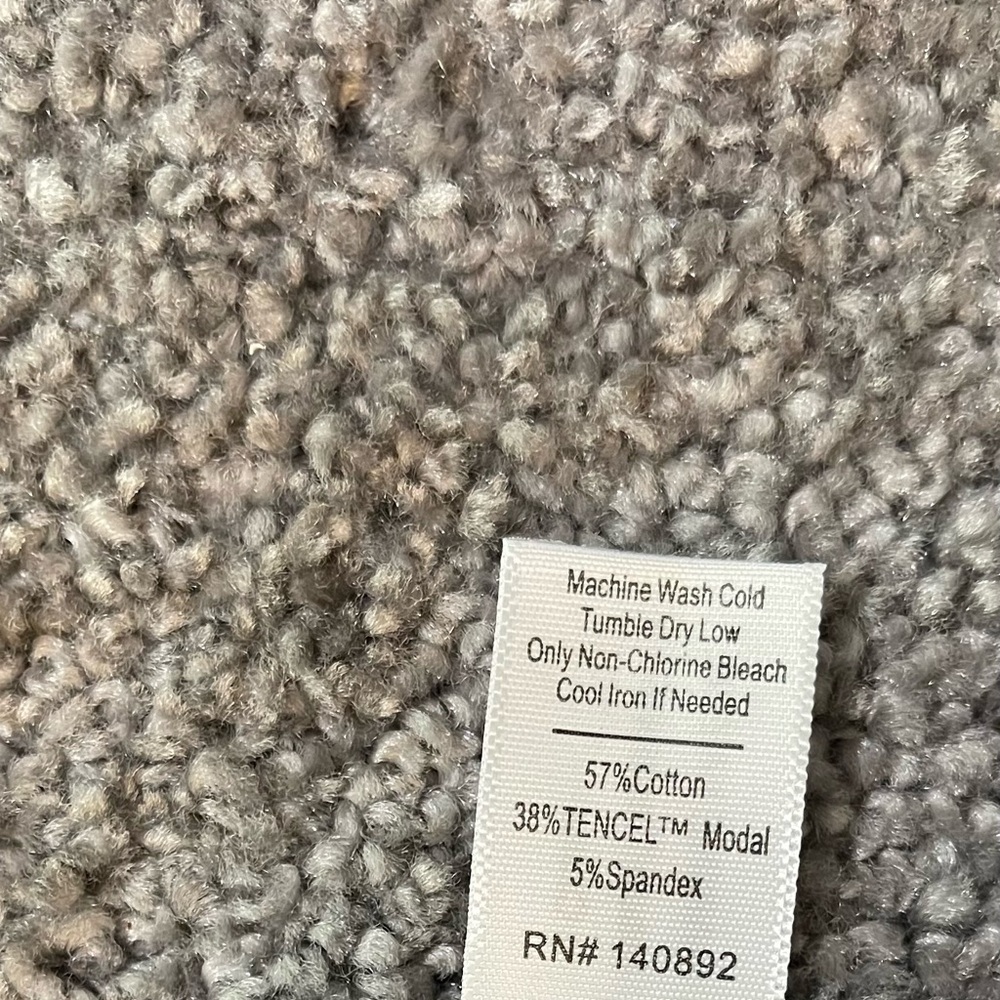 Machine Wash Cold
Tumble Dry Low
Only Non-Chlorine Bleach
Cool Iron If Needed
57%Cotton
38%TENCEL™ Modal
5%Spandex
RN# 140892